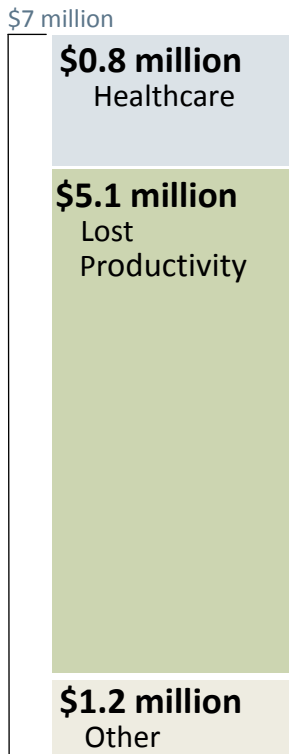 $7 million
$0.8 million
Healthcare
$5.1 million
Lost
Productivity
$1.2 million
Other